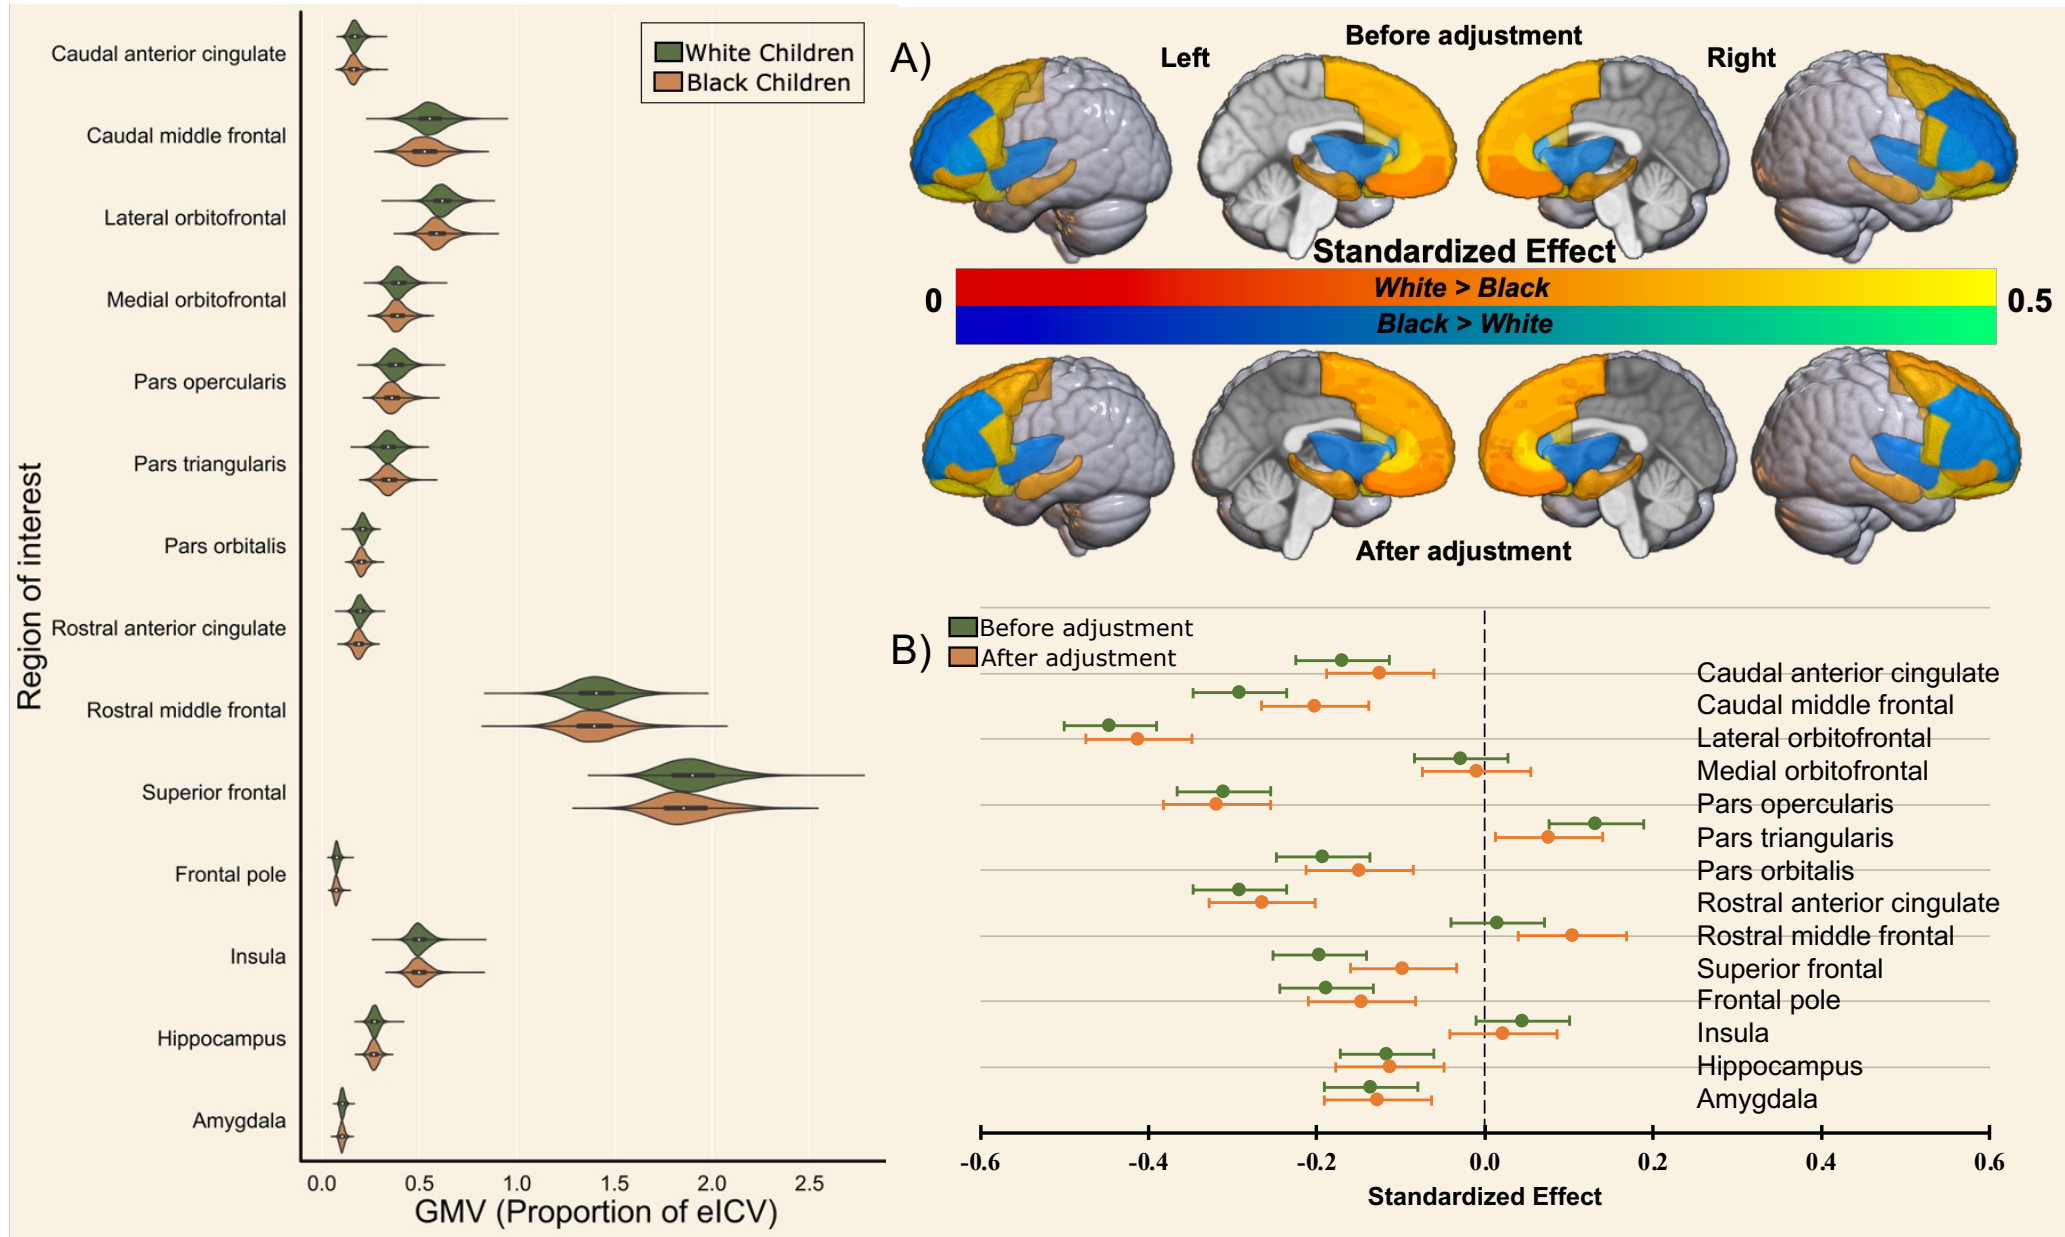 White Children
Black Children
Caudal anterior cingulate
Caudal middle frontal
Lateral orbitofrontal
Medial orbitofrontal
Pars opercularis
Pars triangularis
Pars orbitalis
Rostral anterior cingulate
Rostral middle frontal
Superior frontal
Frontal pole
Insula
Hippocampus
Amygdala
Region of interest
0.0 0.5 1.0 1.5 2.0 2.5
GMV (Proportion of eICV)
A)
Before adjustment
Left Right
Standardized Effect
0 White > Black 0.5
Black > White
After adjustment
B)
Before adjustment
After adjustment
Caudal anterior cingulate
Caudal middle frontal
Lateral orbitofrontal
Medial orbitofrontal
Pars opercularis
Pars triangularis
Pars orbitalis
Rostral anterior cingulate
Rostral middle frontal
Superior frontal
Frontal pole
Insula
Hippocampus
Amygdala
-0.6 -0.4 -0.2 0.0 0.2 0.4 0.6
Standardized Effect